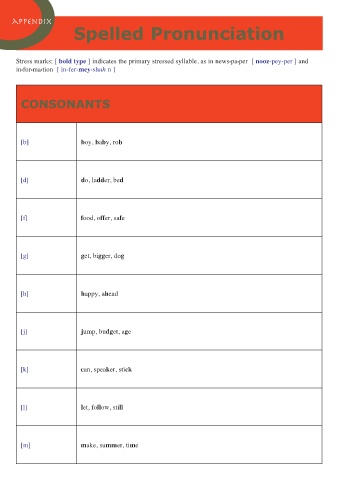 APPENDIX
Spelled Pronunciation
Stress marks: [ bold type ] indicates the primary stressed syllable, as in news·pa·per [ nooz-pey-per ] and
in·for·ma·tion [ in-fer-mey-shuh n ]
CONSONANTS
[b] boy, baby, rob
[d] do, ladder, bed
[f] food, offer, safe
[g] get, bigger, dog
[h] happy, ahead
[j] jump, budget, age
[k] can, speaker, stick
[l] let, follow, still
[m] make, summer, time